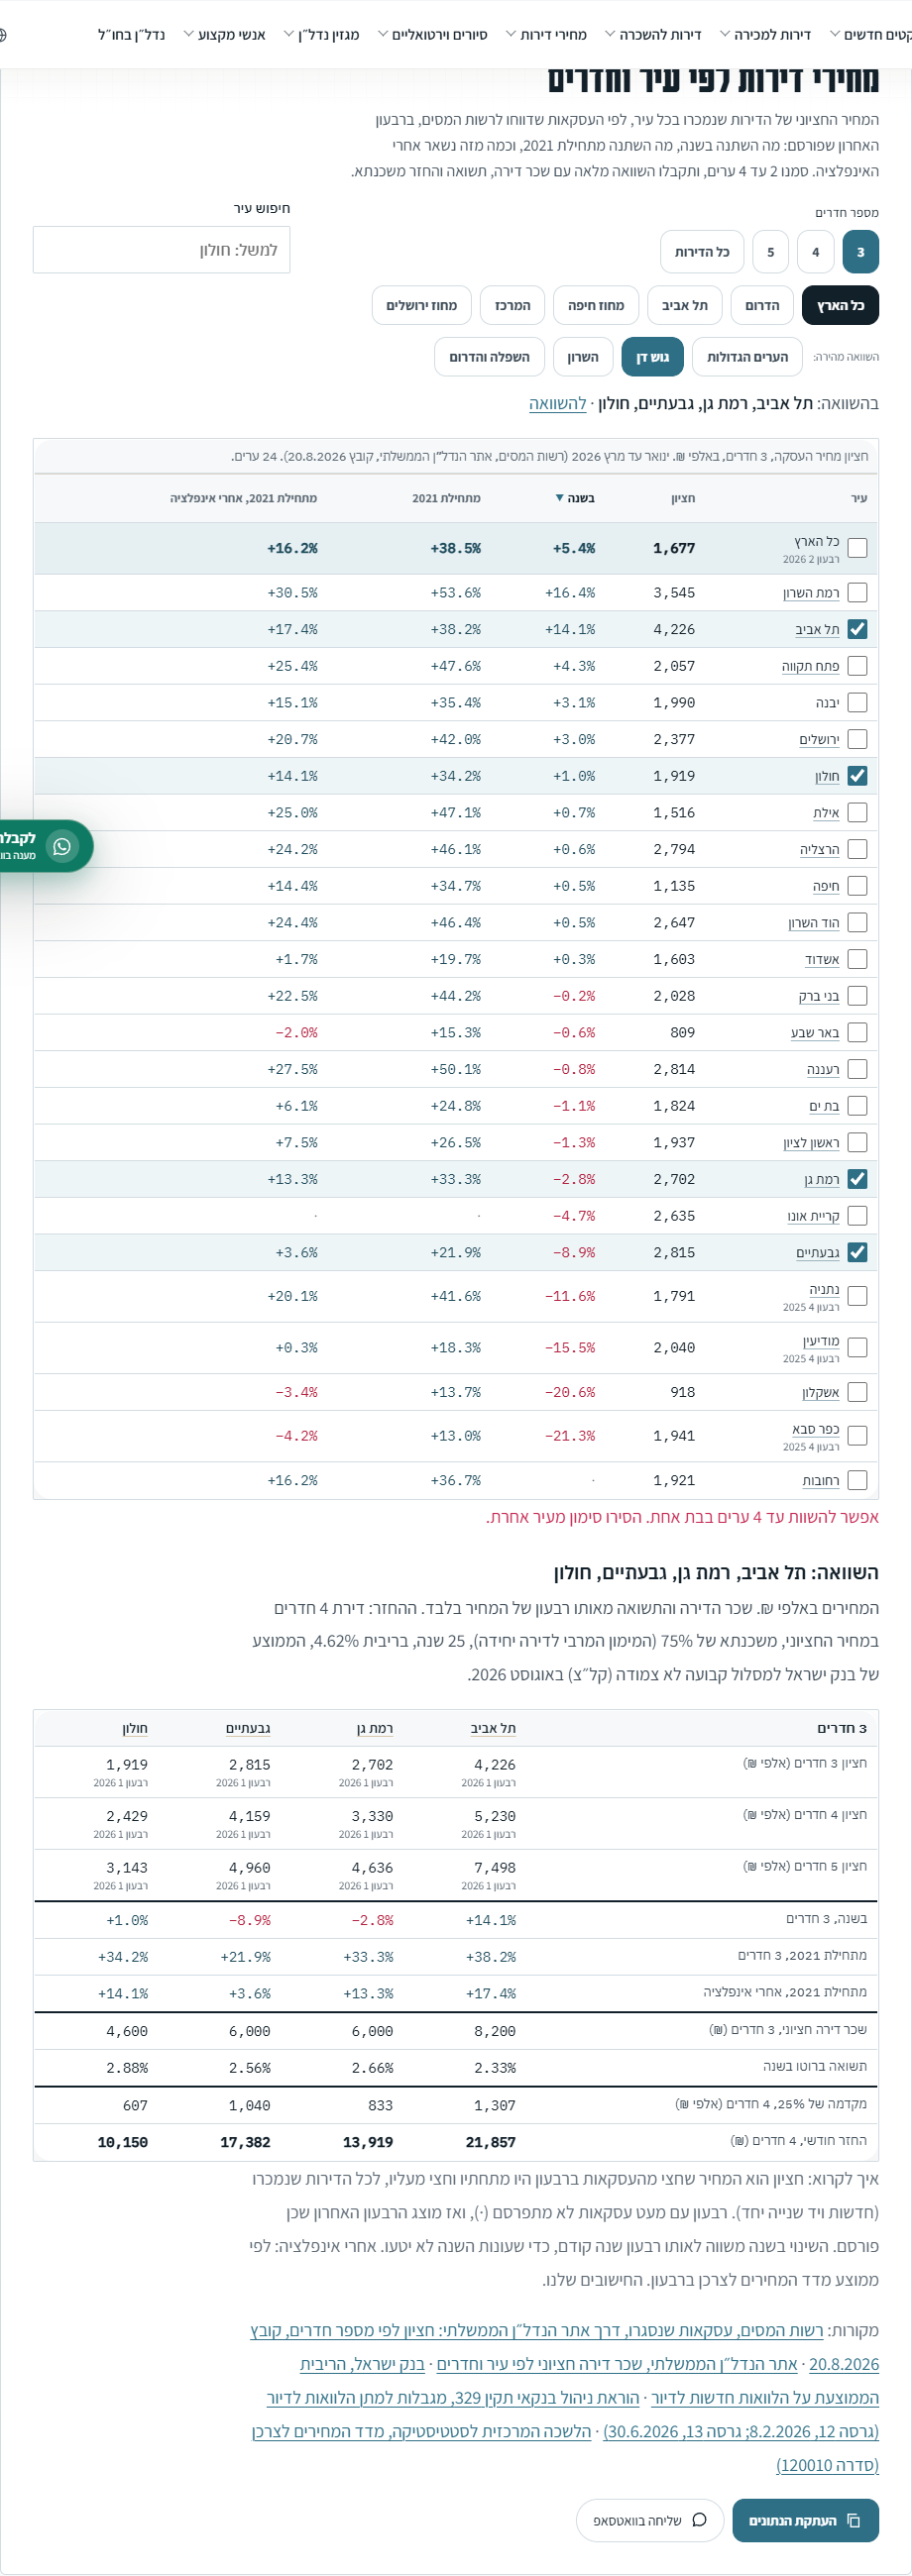 קטים חדשים
דירות למכירה
דירות להשכרה
מחירי דירות
סיורים וירטואליים
מגזין נדל״ן
אנשי מקצוע
נדל״ן בחו״ל
מחירי דירות לפי עיר וחדרים
המחיר החציוני של הדירות שנמכרו בכל עיר, לפי העסקאות שדווחו לרשות המסים, ברבעון
האחרון שפורסם: מה השתנה בשנה, מה השתנה מתחילת 2021, וכמה מזה נשאר אחרי
האינפלציה. סמנו 2 עד 4 ערים, ותקבלו השוואה מלאה עם שכר דירה, תשואה והחזר משכנתא.
מספר חדרים
3 4 5 כל הדירות
חיפוש עיר
למשל: חולון
כל הארץ הדרום תל אביב מחוז חיפה המרכז מחוז ירושלים
השוואה מהירה: הערים הגדולות גוש דן השרון השפלה והדרום
בהשוואה: תל אביב, רמת גן, גבעתיים, חולון · להשוואה
חציון מחיר העסקה, 3 חדרים, באלפי ₪. ינואר עד מרץ 2026 (רשות המסים, אתר הנדל״ן הממשלתי, קובץ 20.8.2026). 24 ערים.
עיר חציון בשנה ▼ מתחילת 2021 מתחילת 2021, אחרי אינפלציה
כל הארץ 1,677 +5.4% +38.5% +16.2%
רבעון 2 2026
רמת השרון 3,545 +16.4% +53.6% +30.5%
תל אביב 4,226 +14.1% +38.2% +17.4%
פתח תקווה 2,057 +4.3% +47.6% +25.4%
יבנה 1,990 +3.1% +35.4% +15.1%
ירושלים 2,377 +3.0% +42.0% +20.7%
חולון 1,919 +1.0% +34.2% +14.1%
אילת 1,516 +0.7% +47.1% +25.0%
הרצליה 2,794 +0.6% +46.1% +24.2%
חיפה 1,135 +0.5% +34.7% +14.4%
הוד השרון 2,647 +0.5% +46.4% +24.4%
אשדוד 1,603 +0.3% +19.7% +1.7%
בני ברק 2,028 −0.2% +44.2% +22.5%
באר שבע 809 −0.6% +15.3% −2.0%
רעננה 2,814 −0.8% +50.1% +27.5%
בת ים 1,824 −1.1% +24.8% +6.1%
ראשון לציון 1,937 −1.3% +26.5% +7.5%
רמת גן 2,702 −2.8% +33.3% +13.3%
קריית אונו 2,635 −4.7% · ·
גבעתיים 2,815 −8.9% +21.9% +3.6%
נתניה 1,791 −11.6% +41.6% +20.1%
רבעון 4 2025
מודיעין 2,040 −15.5% +18.3% +0.3%
רבעון 4 2025
אשקלון 918 −20.6% +13.7% −3.4%
כפר סבא 1,941 −21.3% +13.0% −4.2%
רבעון 4 2025
רחובות 1,921 · +36.7% +16.2%
לקבלת
אפשר להשוות עד 4 ערים בבת אחת. הסירו סימון מעיר אחרת.
השוואה: תל אביב, רמת גן, גבעתיים, חולון
המחירים באלפי ₪. שכר הדירה והתשואה מאותו רבעון של המחיר בלבד. ההחזר: דירת 4 חדרים
במחיר החציוני, משכנתא של 75% (המימון המרבי לדירה יחידה), 25 שנה, בריבית 4.62%, הממוצע
של בנק ישראל למסלול קבועה לא צמודה (קל״צ) באוגוסט 2026.
3 חדרים תל אביב רמת גן גבעתיים חולון
חציון 3 חדרים (אלפי ₪) 4,226 2,702 2,815 1,919
רבעון 1 2026 רבעון 1 2026 רבעון 1 2026 רבעון 1 2026
חציון 4 חדרים (אלפי ₪) 5,230 3,330 4,159 2,429
רבעון 1 2026 רבעון 1 2026 רבעון 1 2026 רבעון 1 2026
חציון 5 חדרים (אלפי ₪) 7,498 4,636 4,960 3,143
רבעון 1 2026 רבעון 1 2026 רבעון 1 2026 רבעון 1 2026
בשנה, 3 חדרים +14.1% −2.8% −8.9% +1.0%
מתחילת 2021, 3 חדרים +38.2% +33.3% +21.9% +34.2%
מתחילת 2021, אחרי אינפלציה +17.4% +13.3% +3.6% +14.1%
שכר דירה חציוני, 3 חדרים (₪) 8,200 6,000 6,000 4,600
תשואה ברוטו בשנה 2.33% 2.66% 2.56% 2.88%
מקדמה של 25%, 4 חדרים (אלפי ₪) 1,307 833 1,040 607
החזר חודשי, 4 חדרים (₪) 21,857 13,919 17,382 10,150
איך לקרוא: חציון הוא המחיר שחצי מהעסקאות ברבעון היו מתחתיו וחצי מעליו, לכל הדירות שנמכרו
(חדשות ויד שנייה יחד). רבעון עם מעט עסקאות לא מתפרסם (·), ואז מוצג הרבעון האחרון שכן
פורסם. השינוי בשנה משווה לאותו רבעון שנה קודם, כדי שעונות השנה לא יטעו. אחרי אינפלציה: לפי
ממוצע מדד המחירים לצרכן ברבעון. החישובים שלנו.
מקורות: רשות המסים, עסקאות שנסגרו, דרך אתר הנדל״ן הממשלתי: חציון לפי מספר חדרים, קובץ
20.8.2026 · אתר הנדל״ן הממשלתי, שכר דירה חציוני לפי עיר וחדרים · בנק ישראל, הריבית
הממוצעת על הלוואות חדשות לדיור · הוראת ניהול בנקאי תקין 329, מגבלות למתן הלוואות לדיור
(גרסה 12, 8.2.2026; גרסה 13, 30.6.2026) · הלשכה המרכזית לסטטיסטיקה, מדד המחירים לצרכן
(סדרה 120010)
העתקת הנתונים
שליחה בוואטסאפ